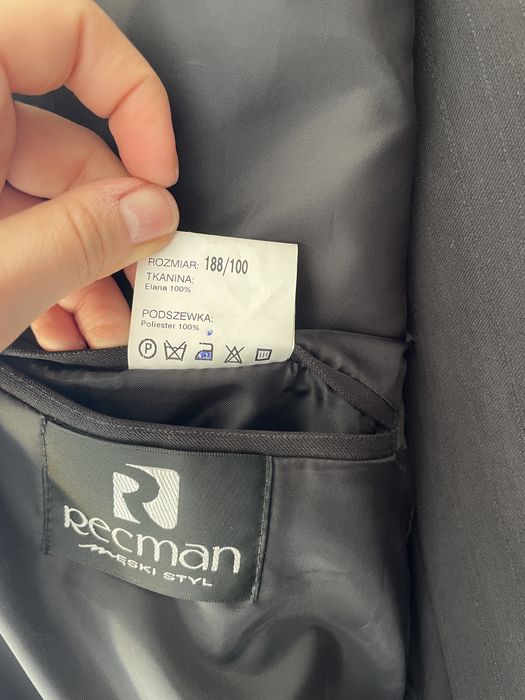 ROZMIAR: 188/100
TKANINA:
Elana 100%
PODSZEWKA:
Poliester 100%
P
R
Recman
MĘSKI STYL